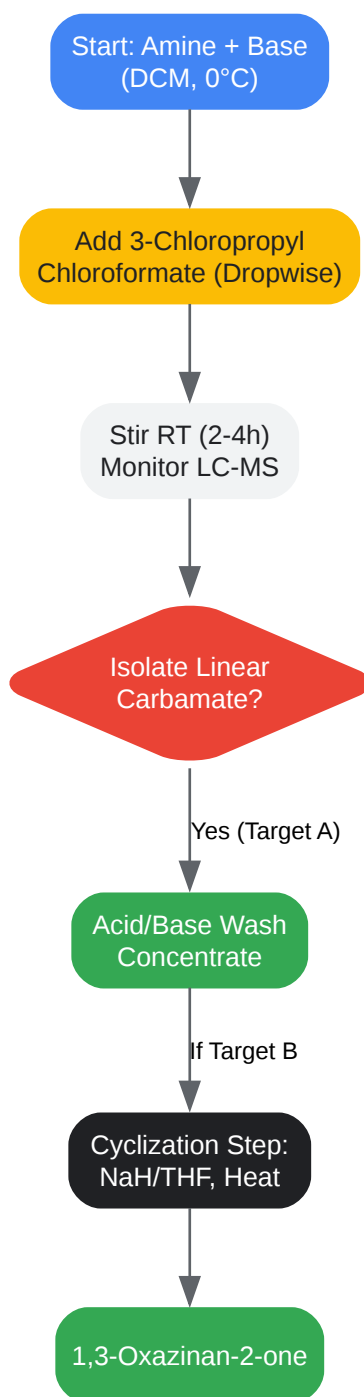 Start: Amine + Base
(DCM, 0°C)
Add 3-Chloropropyl
Chloroformate (Dropwise)
Stir RT (2-4h)
Monitor LC-MS
Isolate Linear
Carbamate?
Yes (Target A)
Acid/Base Wash
Concentrate
If Target B
Cyclization Step:
NaH/THF, Heat
1,3-Oxazinan-2-one